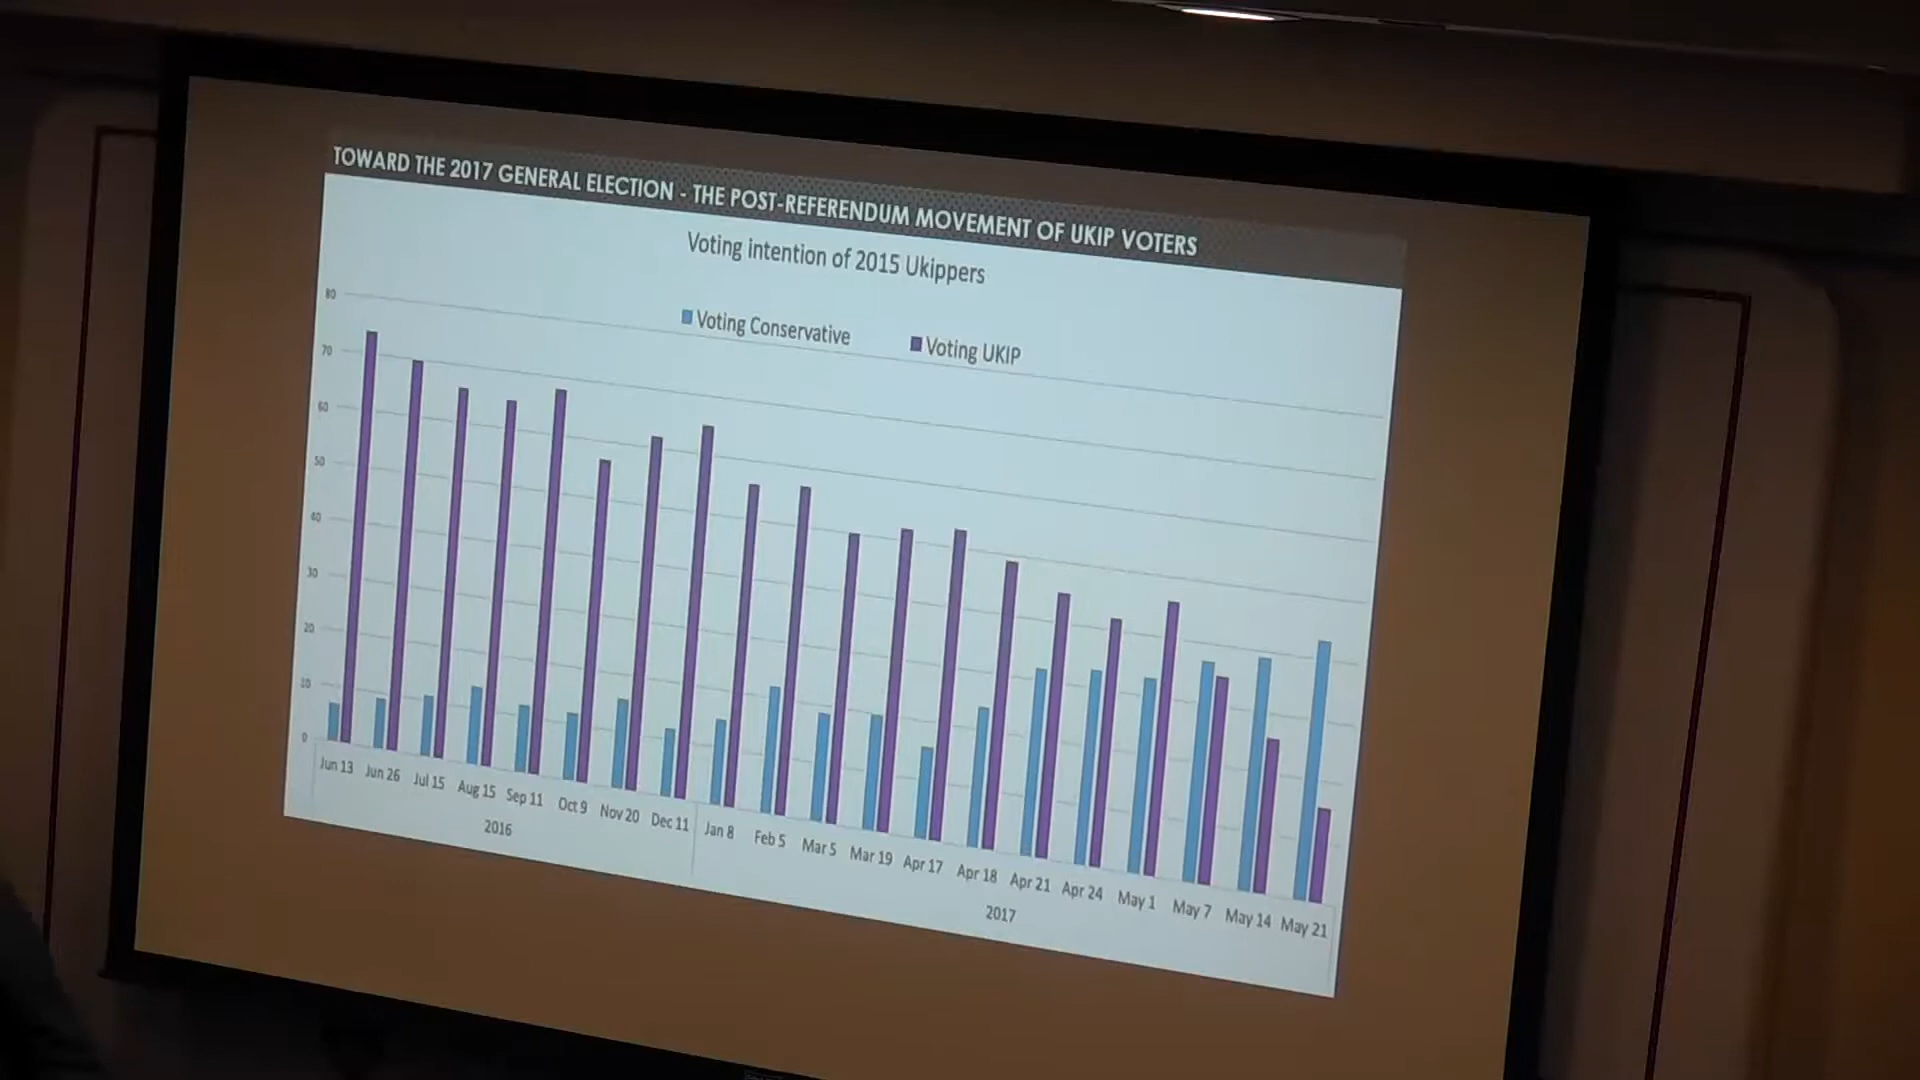 TOWARD THE 2017 GENERAL ELECTION - THE POST-REFERENDUM MOVEMENT OF UKIP VOTERS
Voting intention of 2015 Ukippers
Voting Conservative Voting UKIP
80
70
60
50
40
30
20
10
0
Jun 13 Jun 26 Jul 15 Aug 15 Sep 11 Oct 9 Nov 20 Dec 11 Jan 8 Feb 5 Mar 5 Mar 19 Apr 17 Apr 18 Apr 21 Apr 24 May 1 May 7 May 14 May 21
2016 2017